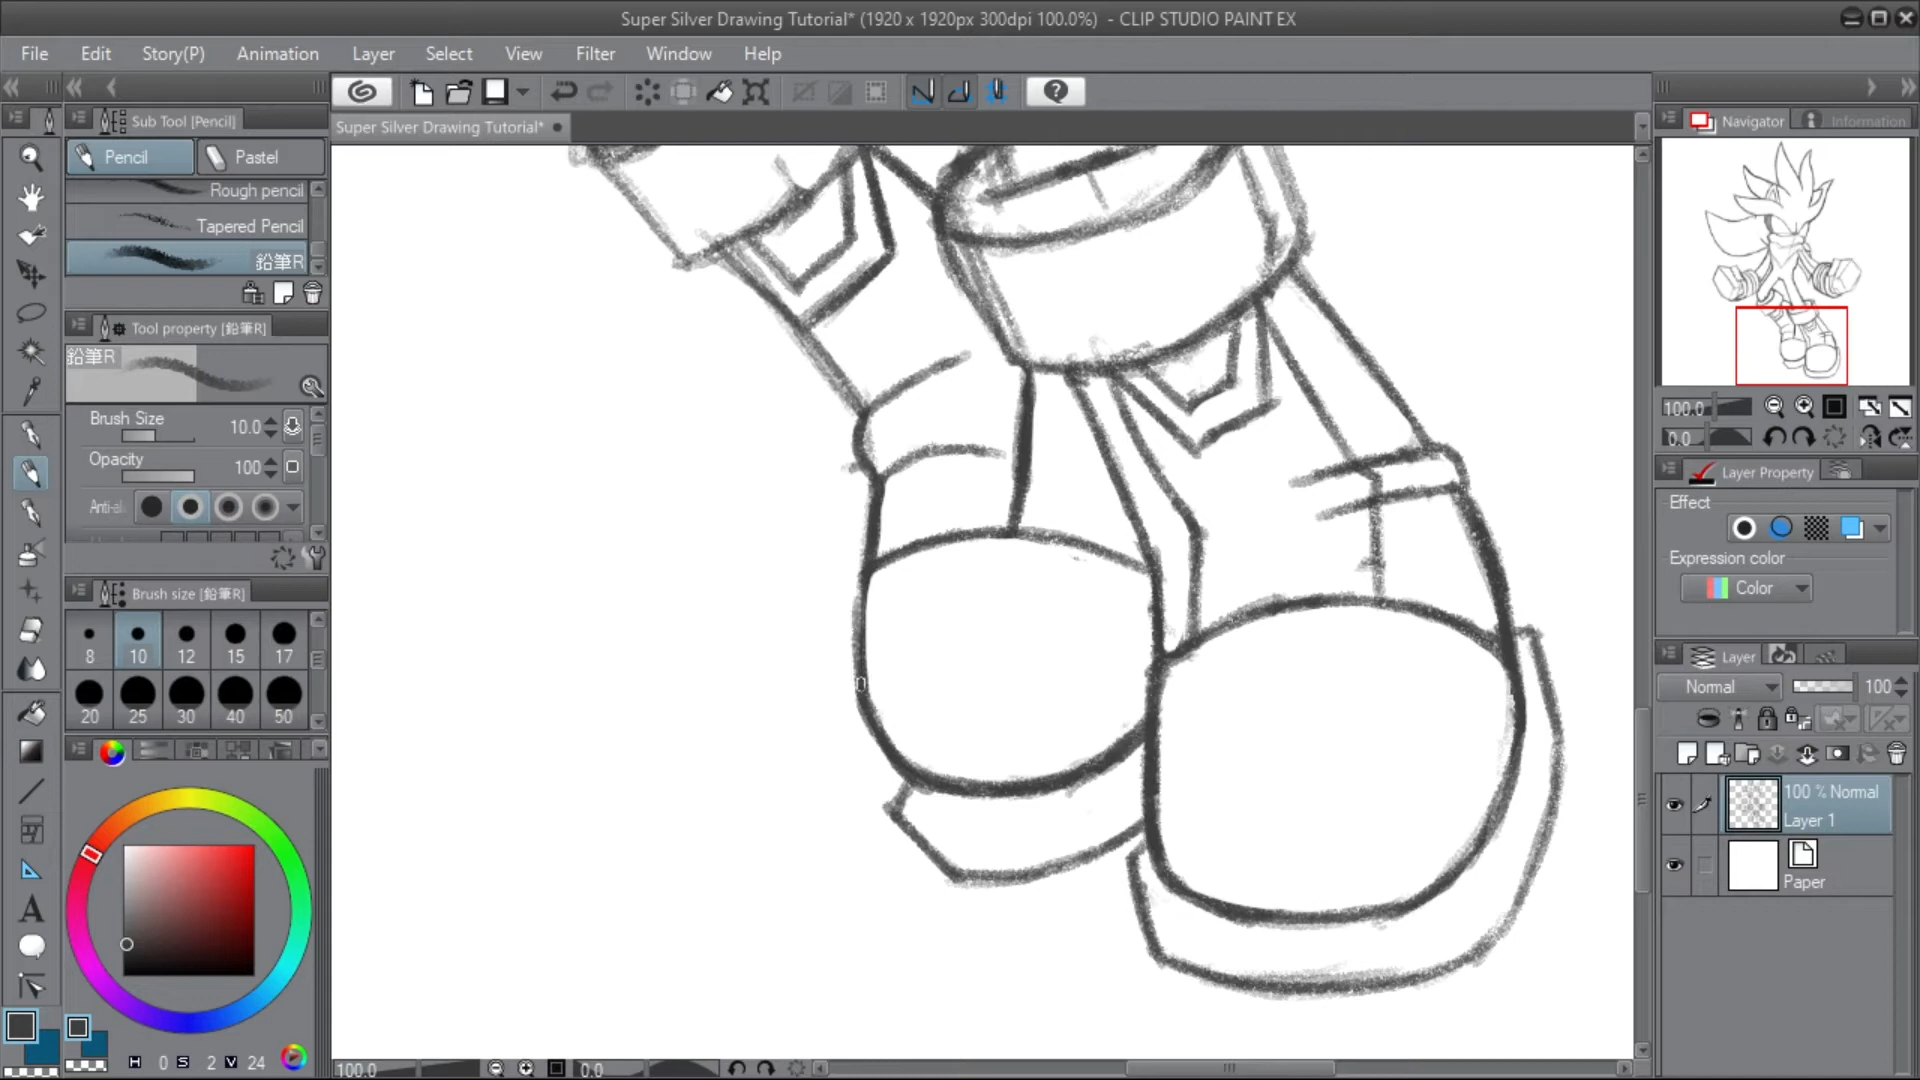 Super Silver Drawing Tutorial* (1920 x 1920px 300dpi 100.0%) - CLIP STUDIO PAINT EX
File Edit Story(P) Animation Layer Select View Filter Window Help
Sub Tool [Pencil]
Super Silver Drawing Tutorial*
Navigator Information
Pencil Pastel
Rough pencil
Tapered Pencil
鉛筆R
Tool property [鉛筆R]
鉛筆R
Brush Size 10.0
Opacity 100
Anti-al
Brush size [鉛筆R]
8 10 12 15 17
20 25 30 40 50
H 0 S 2 V 24
100.0 0.0
100.0
0.0
Layer Property
Effect
Expression color
Color
Layer
Normal 100
100 % Normal
Layer 1
Paper